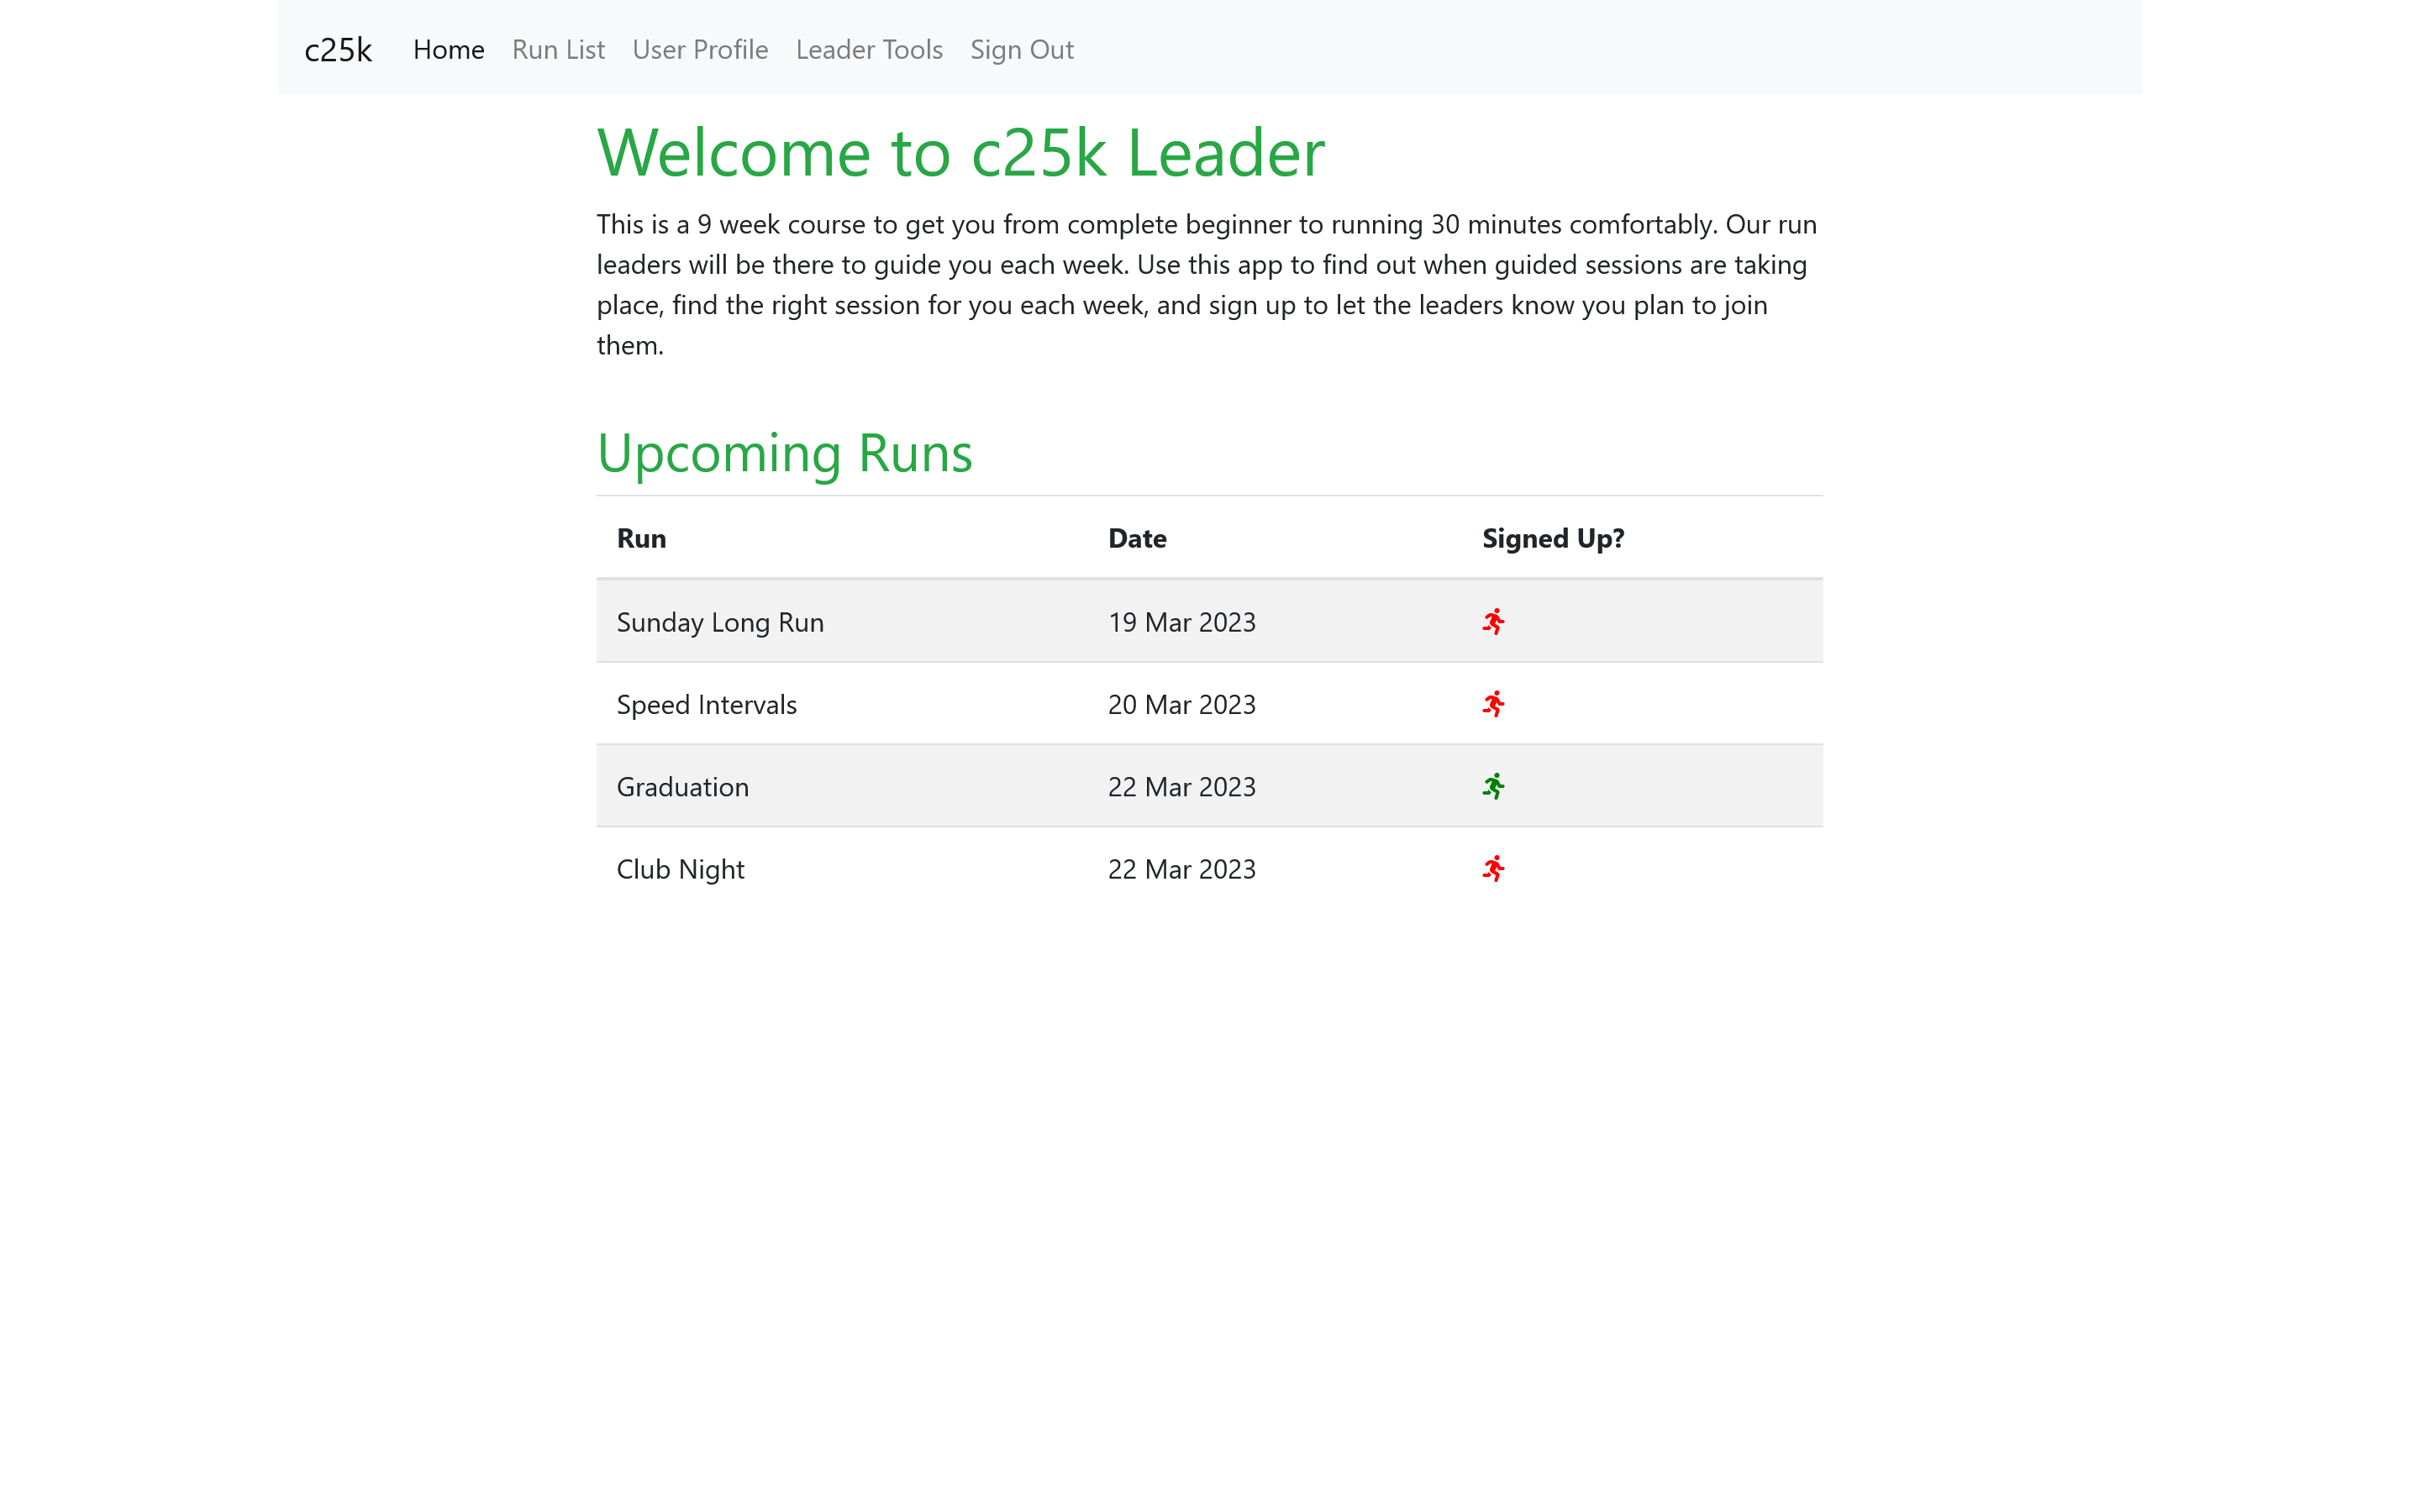 c25k Home Run List User Profile Leader Tools Sign Out
Welcome to c25k Leader
This is a 9 week course to get you from complete beginner to running 30 minutes comfortably. Our run
leaders will be there to guide you each week. Use this app to find out when guided sessions are taking
place, find the right session for you each week, and sign up to let the leaders know you plan to join
them.
Upcoming Runs
Run Date Signed Up?
Sunday Long Run 19 Mar 2023
Speed Intervals 20 Mar 2023
Graduation 22 Mar 2023
Club Night 22 Mar 2023